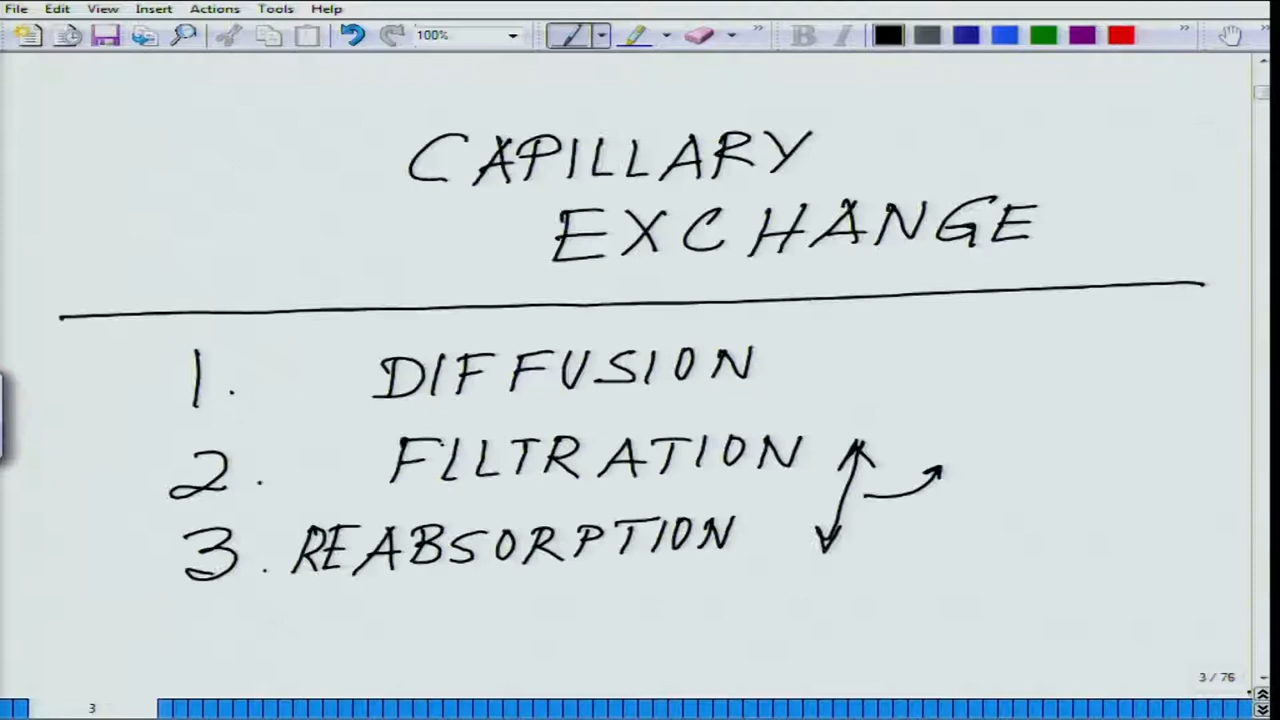 File Edit View Insert Actions Tools Help
100%
B I
CAPILLARY
EXCHANGE
1. DIFFUSION
2. FILTRATION
3. REABSORPTION
3 / 76
3